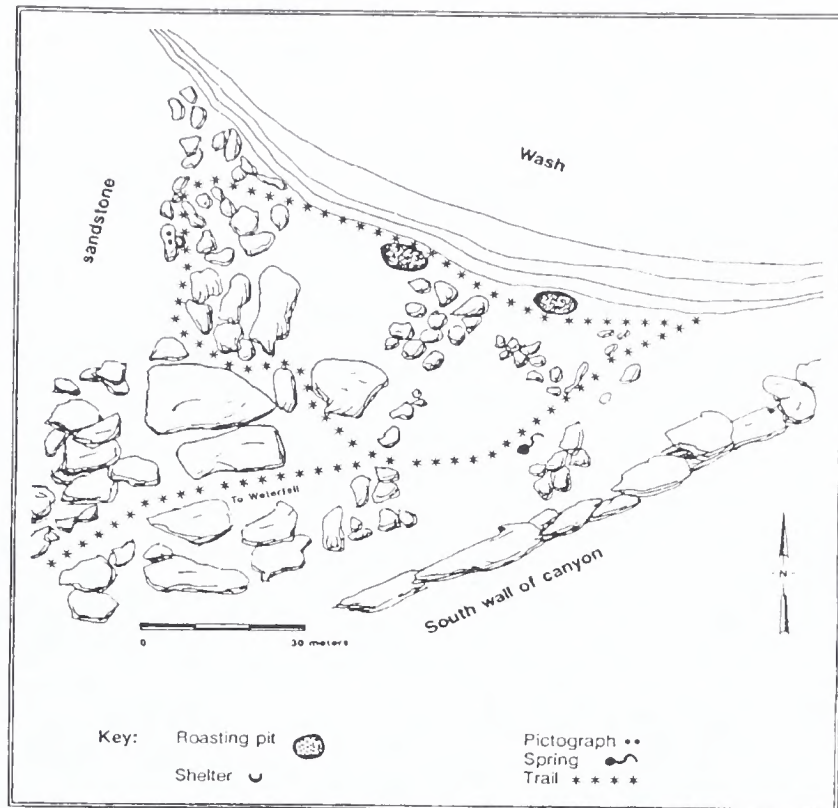 Wash
sandstone
To Waterfall
South wall of canyon
N
0 30 meters
Key: Roasting pit
Shelter
Pictograph
Spring
Trail